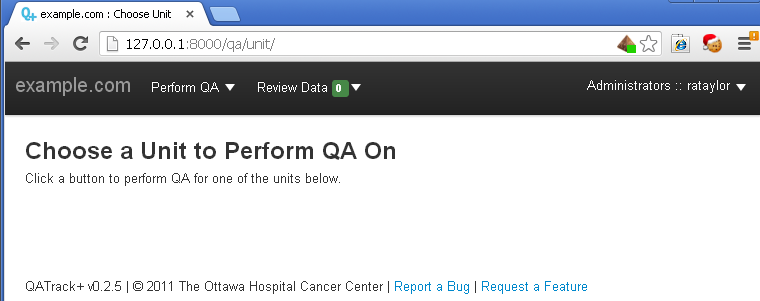 example.com : Choose Unit
127.0.0.1:8000/qa/unit/
example.com Perform QA Review Data 0 Administrators :: rataylor
Choose a Unit to Perform QA On
Click a button to perform QA for one of the units below.
QATrack+ v0.2.5 | © 2011 The Ottawa Hospital Cancer Center | Report a Bug | Request a Feature